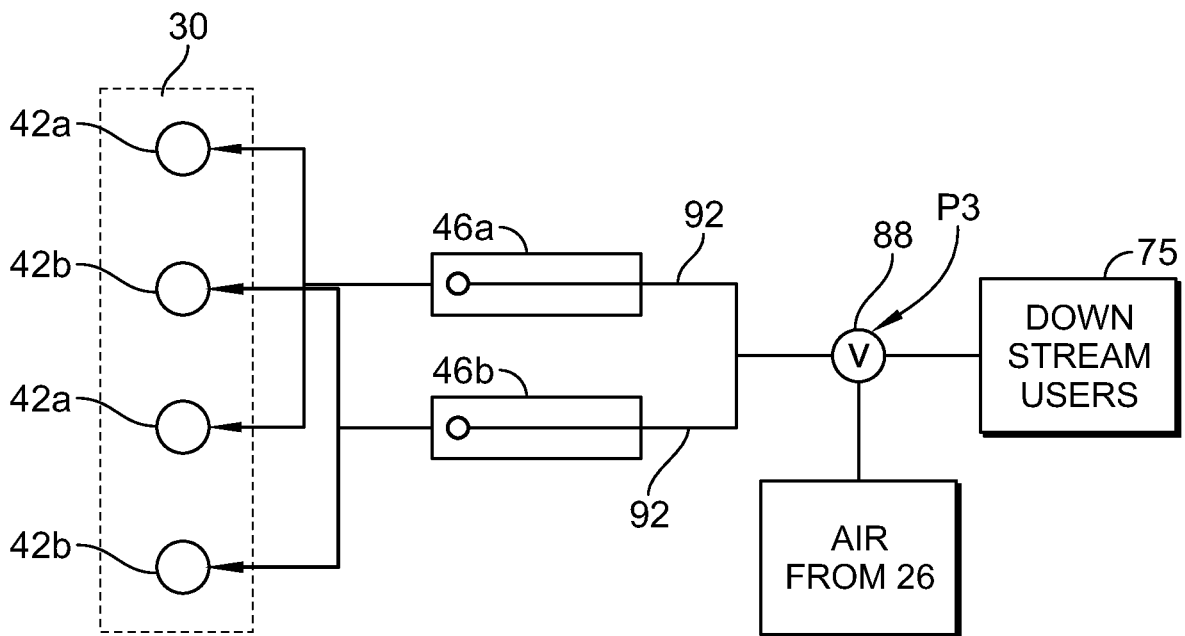 30
42a
42b
42a
42b
46a
46b
92
92
88
P3
V
75
DOWN
STREAM
USERS
AIR
FROM 26